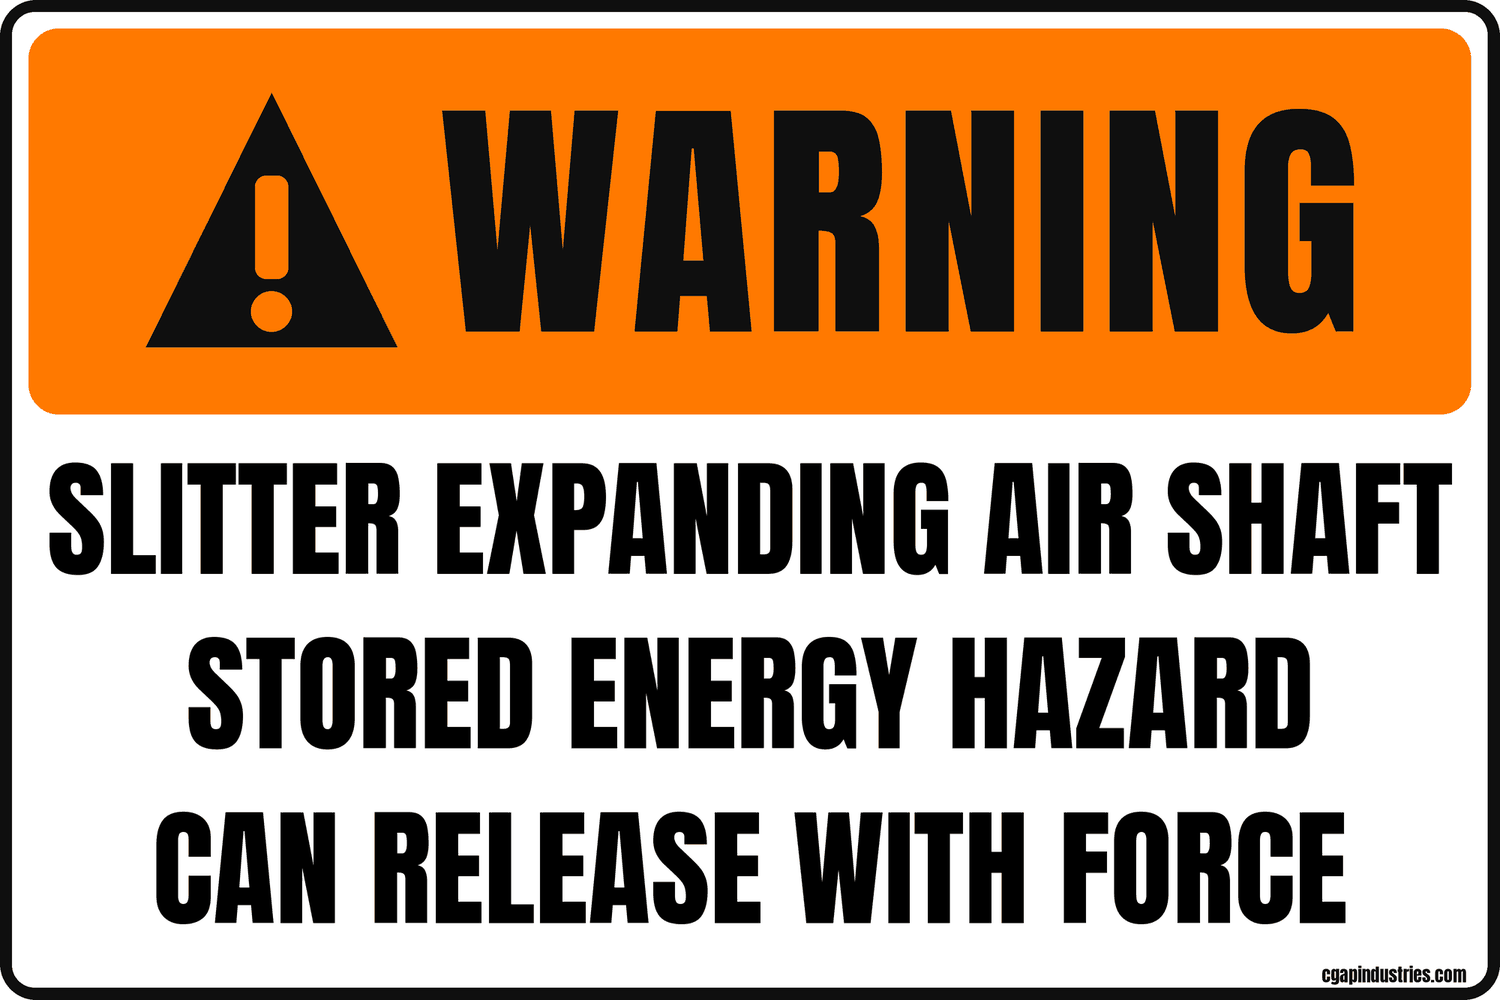 WARNING
SLITTER EXPANDING AIR SHAFT
STORED ENERGY HAZARD
CAN RELEASE WITH FORCE
cgapindustries.com